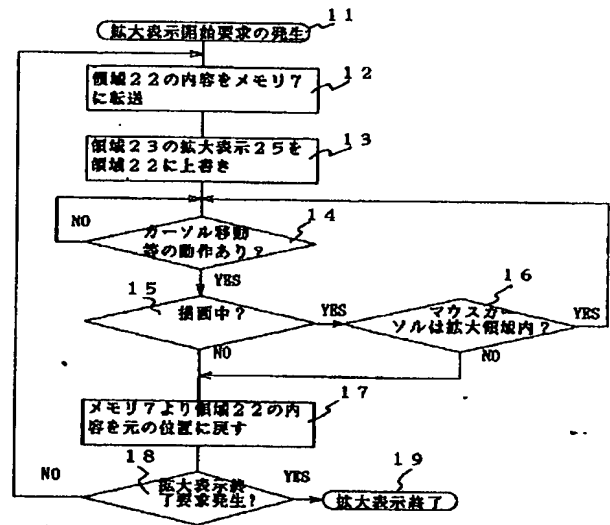 拡大表示開始要求の発生
11
領域22の内容をメモリ7
に転送
12
領域23の拡大表示25を
領域22に上書き
13
NO
カーソル移動
等の動作あり?
14
YES
15
描画中?
YES
NO
16
マウスカー
ソルは拡大領域内?
YES
NO
メモリ7より領域22の内
容を元の位置に戻す
17
NO
18
拡大表示終
了要求発生?
YES
19
拡大表示終了